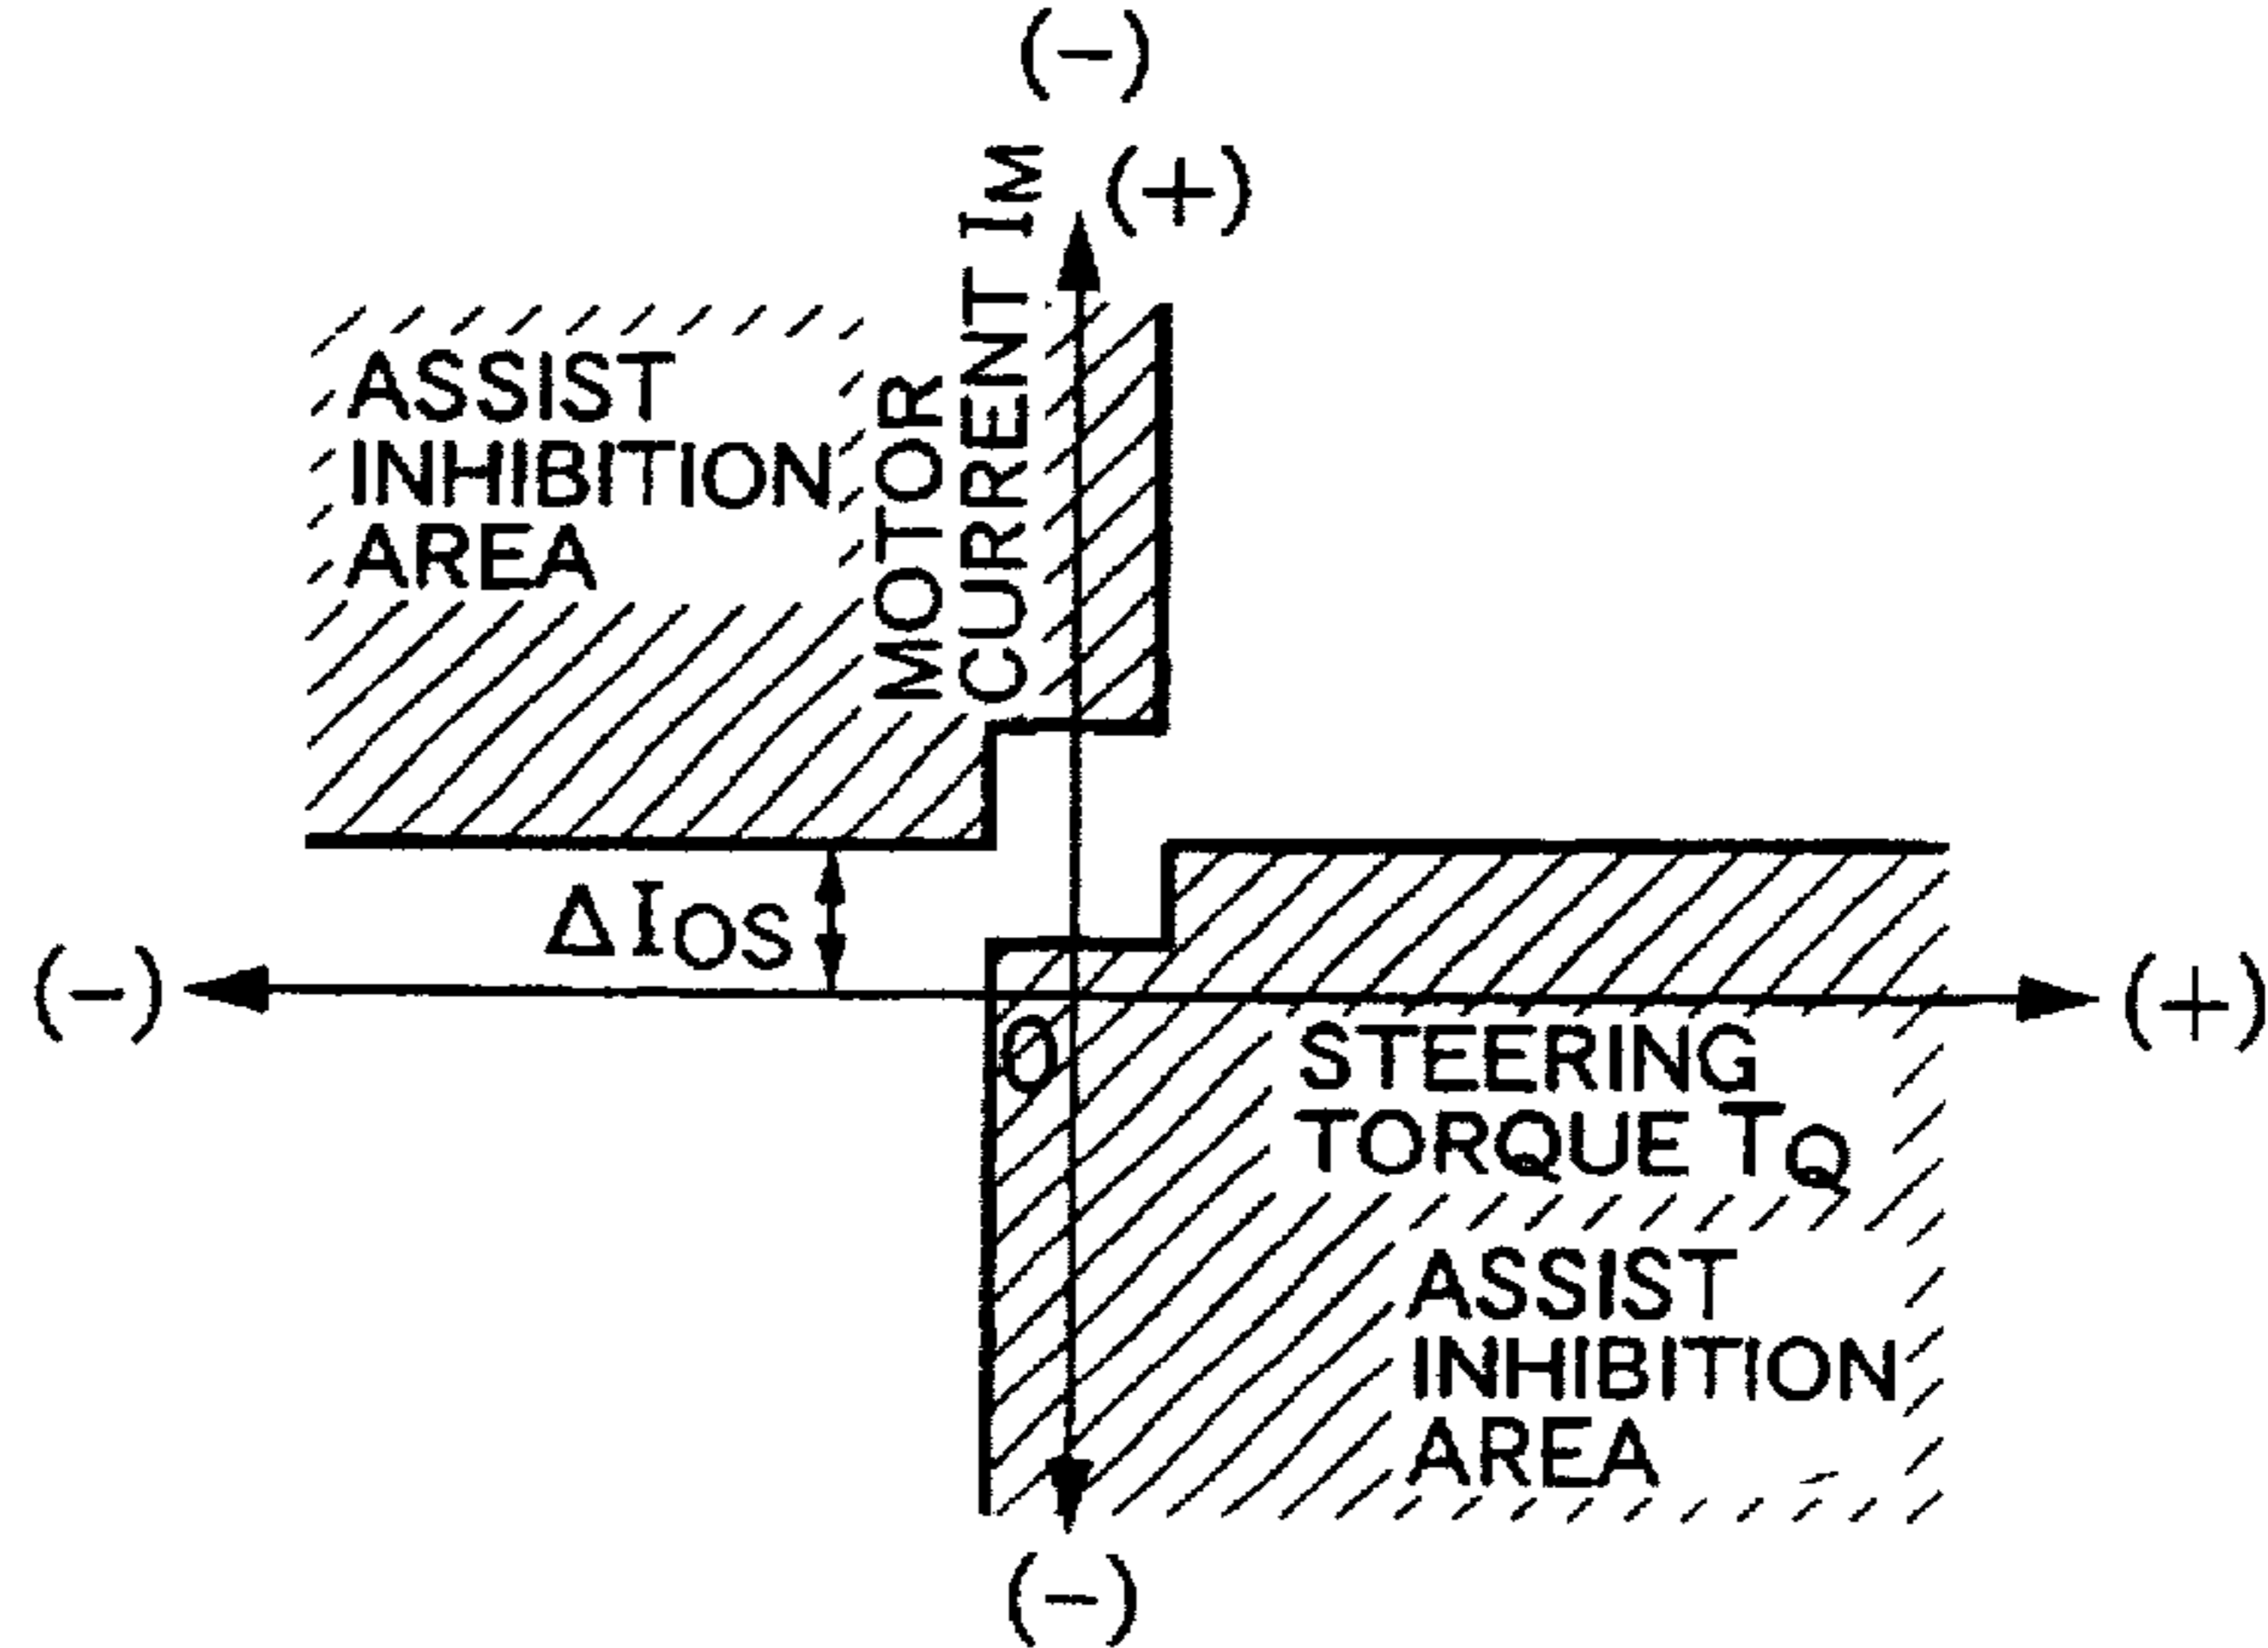 (-)
(+)
MOTOR
CURRENT IM
ASSIST
INHIBITION
AREA
ΔIOS
(-)
(+)
0
STEERING
TORQUE TQ
ASSIST
INHIBITION
AREA
(-)